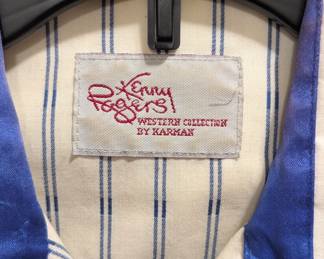 Kenny
Rogers
WESTERN COLLECTION
BY KARMAN